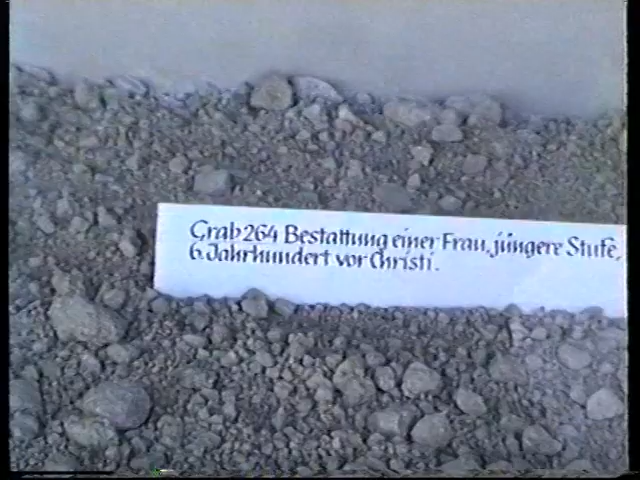 Grab 264 Bestattung einer Frau, jüngere Stufe,
6. Jahrhundert vor Christi.